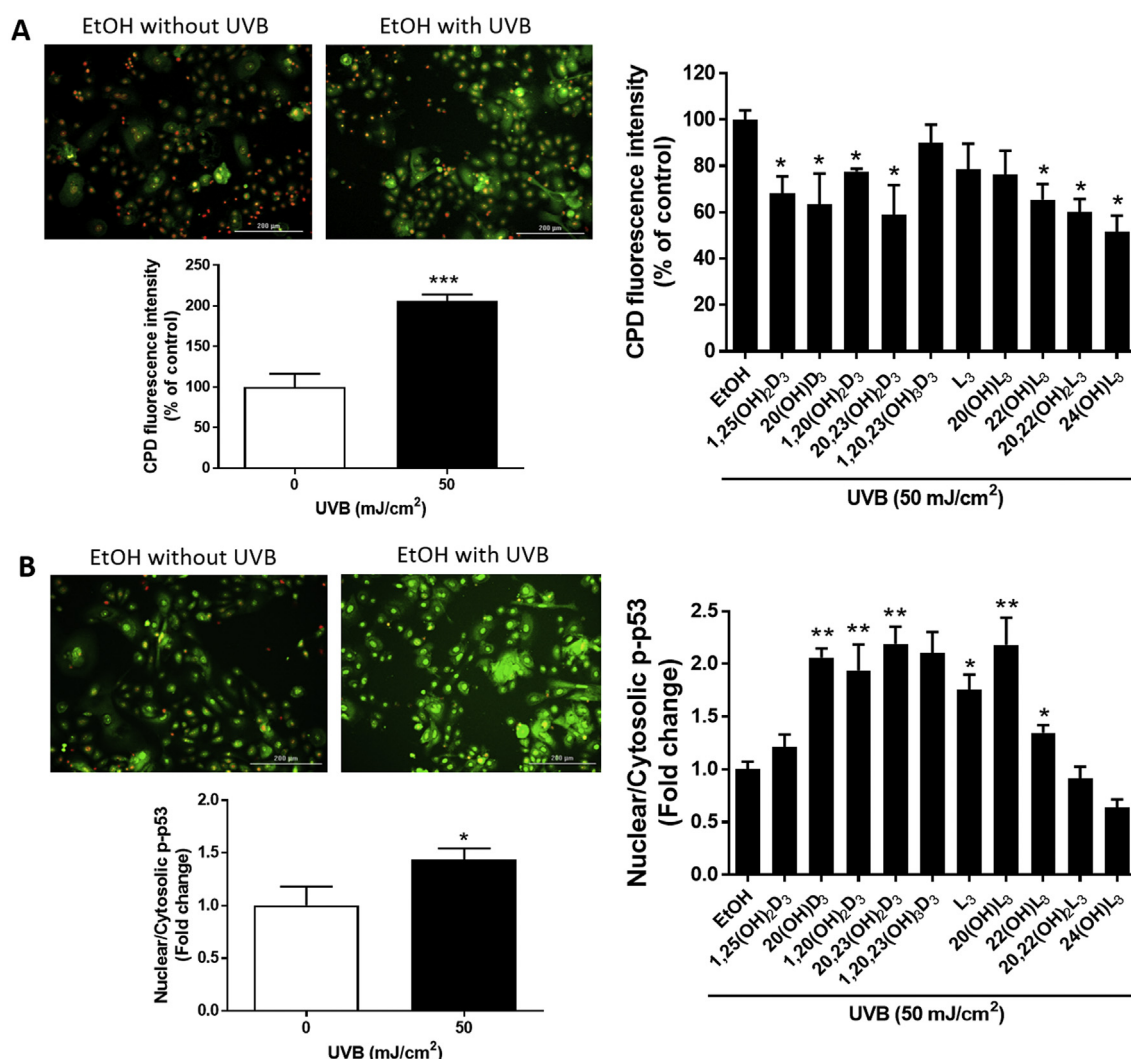 A
EtOH without UVB
EtOH with UVB
200 µm
200 µm
CPD fluorescence intensity
(% of control)
250
200
150
100
50
0
***
0
50
UVB (mJ/cm²)
CPD fluorescence intensity
(% of control)
120
100
80
60
40
20
0
* * * * * * *
EtOH
1,25(OH)₂D₃
20(OH)D₃
1,20(OH)₂D₃
20,23(OH)₂D₃
1,20,23(OH)₃D₃
L₃
20(OH)L₃
22(OH)L₃
20,22(OH)₂L₃
24(OH)L₃
UVB (50 mJ/cm²)
B
EtOH without UVB
EtOH with UVB
200 µm
200 µm
Nuclear/Cytosolic p-p53
(Fold change)
2.0
1.5
1.0
0.5
0.0
*
0
50
UVB (mJ/cm²)
Nuclear/Cytosolic p-p53
(Fold change)
2.5
2.0
1.5
1.0
0.5
0.0
** ** ** * ** *
EtOH
1,25(OH)₂D₃
20(OH)D₃
1,20(OH)₂D₃
20,23(OH)₂D₃
1,20,23(OH)₃D₃
L₃
20(OH)L₃
22(OH)L₃
20,22(OH)₂L₃
24(OH)L₃
UVB (50 mJ/cm²)